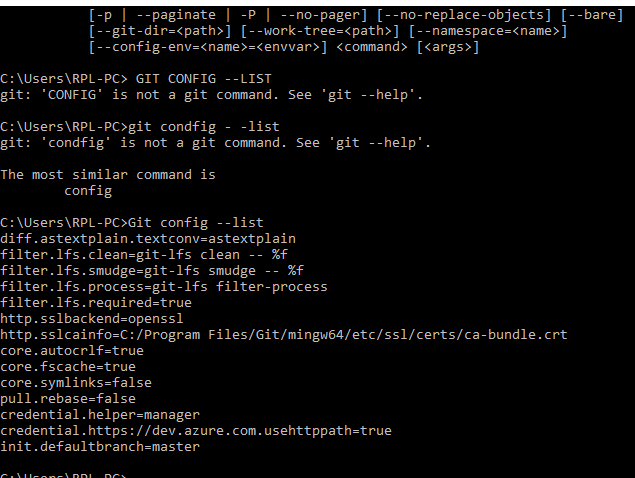 [-p | --paginate | -P | --no-pager] [--no-replace-objects] [--bare]
[--git-dir=<path>] [--work-tree=<path>] [--namespace=<name>]
[--config-env=<name>=<envvar>] <command> [<args>]
C:\Users\RPL-PC> GIT CONFIG --LIST
git: 'CONFIG' is not a git command. See 'git --help'.
C:\Users\RPL-PC>git condfig - -list
git: 'condfig' is not a git command. See 'git --help'.
The most similar command is
config
C:\Users\RPL-PC>Git config --list
diff.astextplain.textconv=astextplain
filter.lfs.clean=git-lfs clean -- %f
filter.lfs.smudge=git-lfs smudge -- %f
filter.lfs.process=git-lfs filter-process
filter.lfs.required=true
http.sslbackend=openssl
http.sslcainfo=C:/Program Files/Git/mingw64/etc/ssl/certs/ca-bundle.crt
core.autocrlf=true
core.fscache=true
core.symlinks=false
pull.rebase=false
credential.helper=manager
credential.https://dev.azure.com.usehttppath=true
init.defaultbranch=master
C:\Users\RPL-PC>